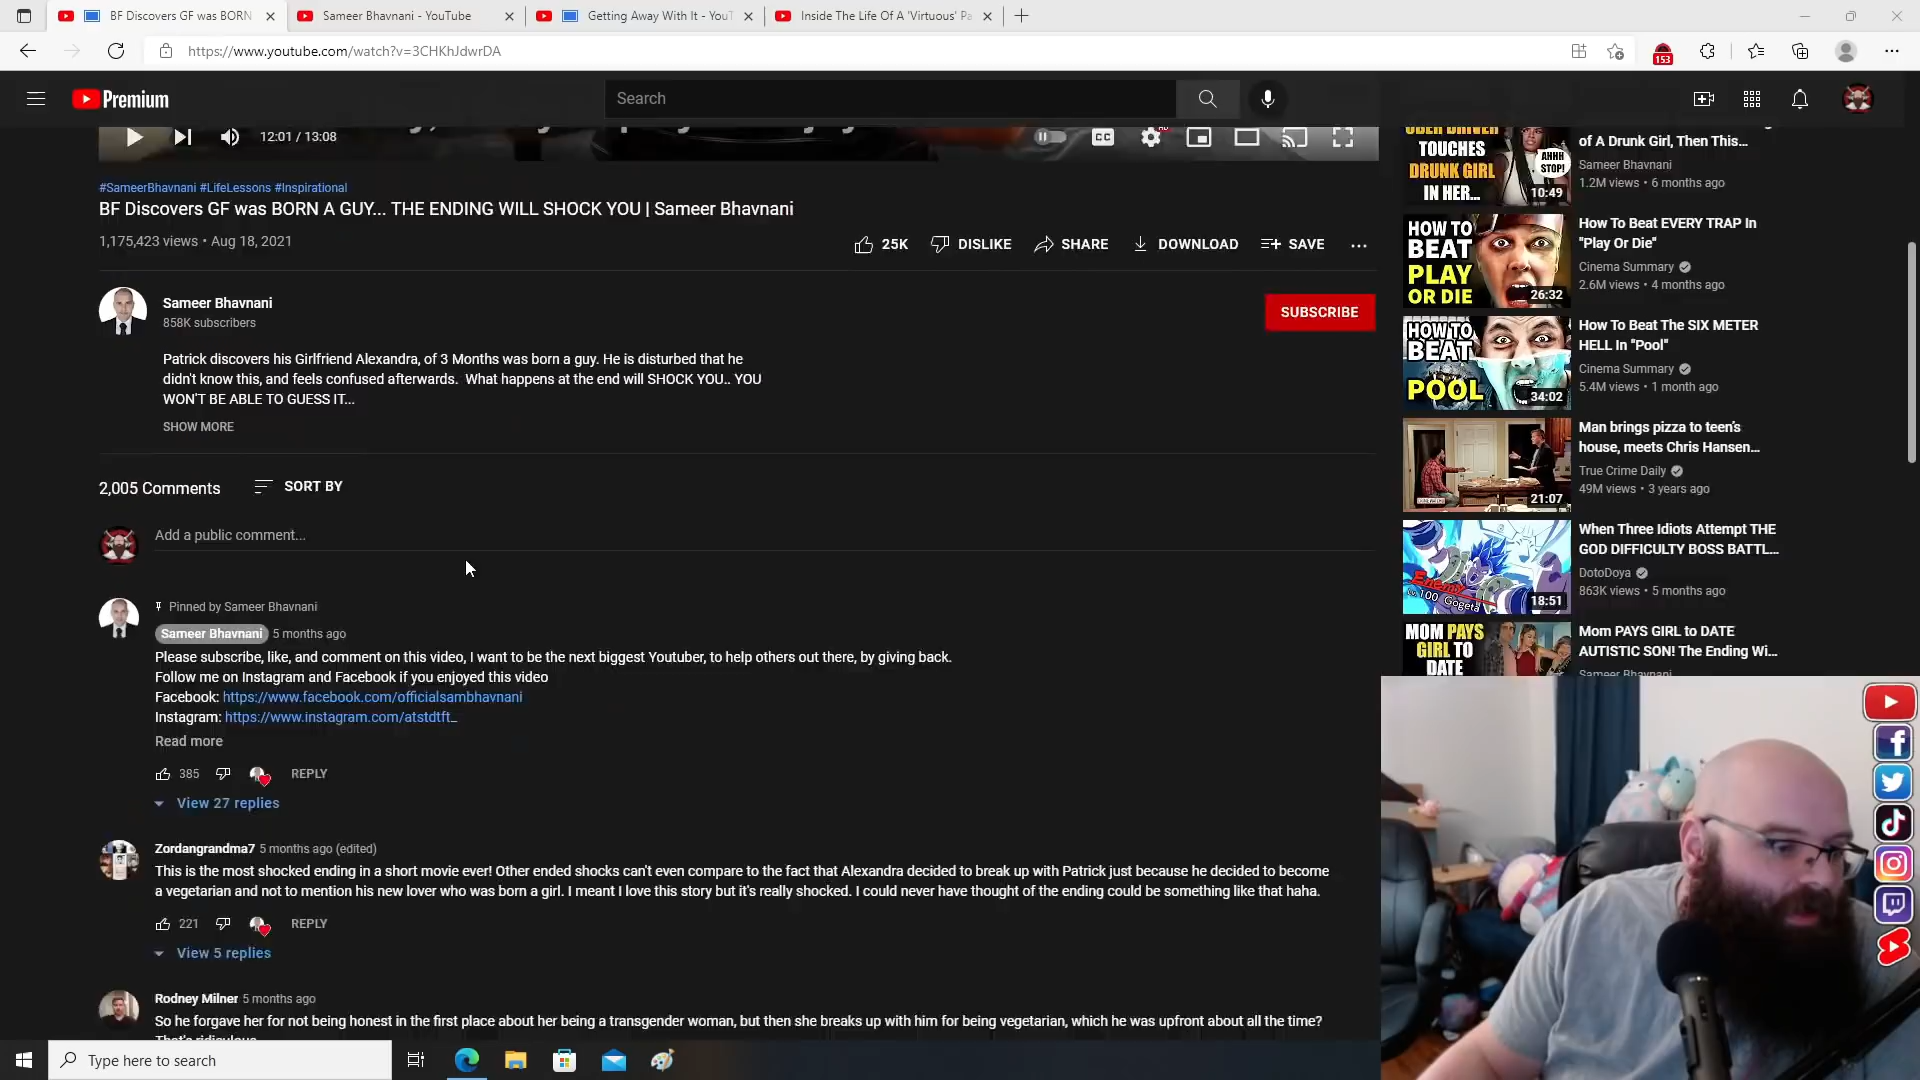 BF Discovers GF was BORN
Sameer Bhavnani - YouTube
Getting Away With It - YouT
Inside The Life Of A 'Virtuous' Pa
https://www.youtube.com/watch?v=3CHKhJdwrDA
153
Premium
Search
12:01 / 13:08
CC
HD
#SameerBhavnani #LifeLessons #Inspirational
BF Discovers GF was BORN A GUY... THE ENDING WILL SHOCK YOU | Sameer Bhavnani
1,175,423 views • Aug 18, 2021
25K
DISLIKE
SHARE
DOWNLOAD
SAVE
Sameer Bhavnani
858K subscribers
SUBSCRIBE
Patrick discovers his Girlfriend Alexandra, of 3 Months was born a guy. He is disturbed that he
didn't know this, and feels confused afterwards. What happens at the end will SHOCK YOU.. YOU
WON'T BE ABLE TO GUESS IT...
SHOW MORE
2,005 Comments
SORT BY
Add a public comment...
Pinned by Sameer Bhavnani
Sameer Bhavnani 5 months ago
Please subscribe, like, and comment on this video, I want to be the next biggest Youtuber, to help others out there, by giving back.
Follow me on Instagram and Facebook if you enjoyed this video
Facebook: https://www.facebook.com/officialsambhavnani
Instagram: https://www.instagram.com/atstdtft_
Read more
385
REPLY
View 27 replies
Zordangrandma7 5 months ago (edited)
This is the most shocked ending in a short movie ever! Other ended shocks can't even compare to the fact that Alexandra decided to break up with Patrick just because he decided to become
a vegetarian and not to mention his new lover who was born a girl. I meant I love this story but it's really shocked. I could never have thought of the ending could be something like that haha.
221
REPLY
View 5 replies
Rodney Milner 5 months ago
So he forgave her for not being honest in the first place about her being a transgender woman, but then she breaks up with him for being vegetarian, which he was upfront about all the time?
That's ridiculous
UBER DRIVER
TOUCHES
DRUNK GIRL
IN HER...
AHHH
STOP!
10:49
of A Drunk Girl, Then This...
Sameer Bhavnani
1.2M views • 6 months ago
HOW TO
BEAT
PLAY
OR DIE
26:32
How To Beat EVERY TRAP In
"Play Or Die"
Cinema Summary
2.6M views • 4 months ago
HOW TO
BEAT
POOL
34:02
How To Beat The SIX METER
HELL In "Pool"
Cinema Summary
5.4M views • 1 month ago
21:07
Man brings pizza to teen's
house, meets Chris Hansen...
True Crime Daily
49M views • 3 years ago
Enemy
Lv.100 Gogeta
18:51
When Three Idiots Attempt THE
GOD DIFFICULTY BOSS BATTL...
DotoDoya
863K views • 5 months ago
MOM PAYS
GIRL TO
DATE
Mom PAYS GIRL to DATE
AUTISTIC SON! The Ending Wi...
Sameer Bhavnani
Type here to search